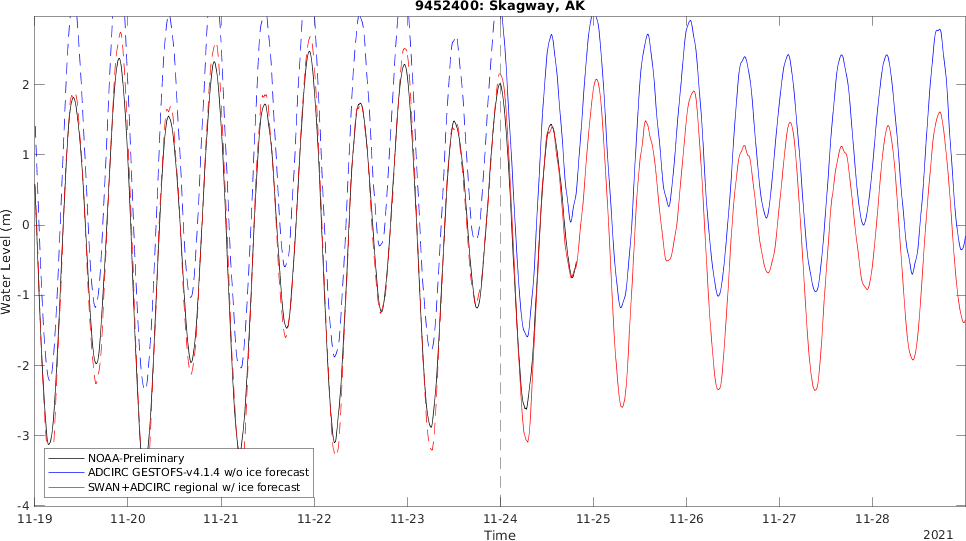 9452400: Skagway, AK
Water Level (m)
2
1
0
-1
-2
-3
-4
NOAA-Preliminary
ADCIRC GESTOFS-v4.1.4 w/o ice forecast
SWAN+ADCIRC regional w/ ice forecast
11-19 11-20 11-21 11-22 11-23 11-24 11-25 11-26 11-27 11-28
Time
2021